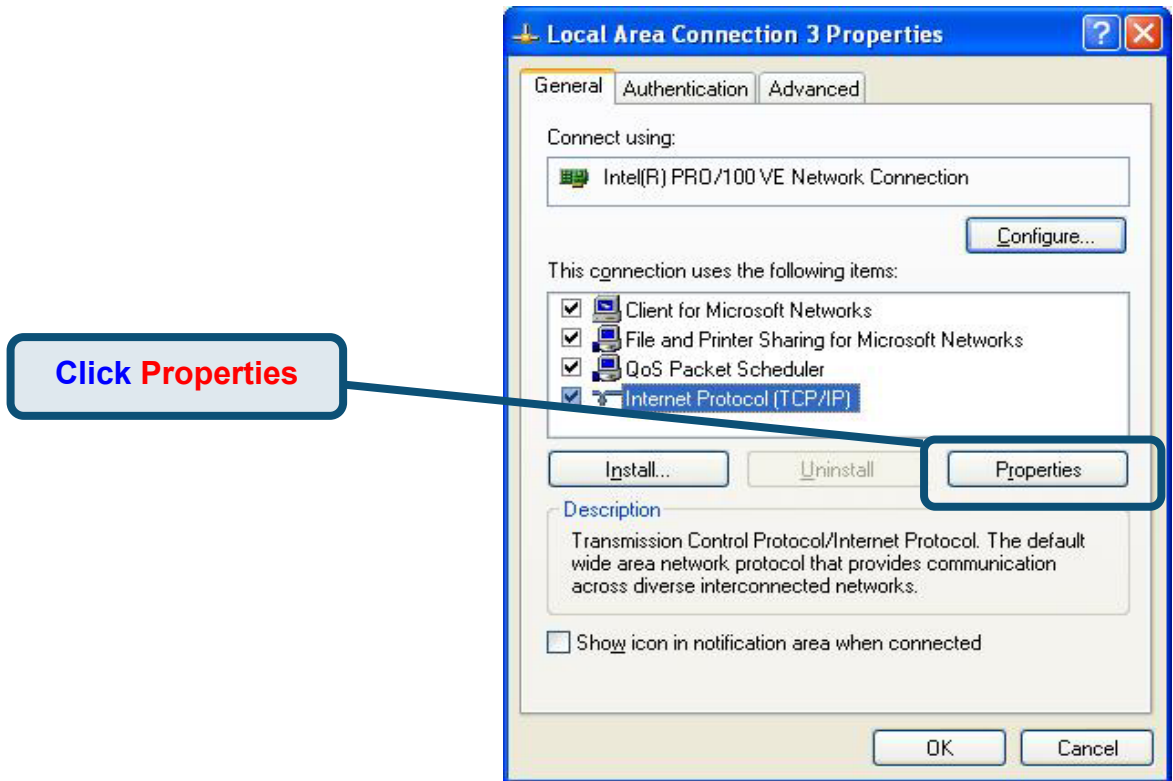 Local Area Connection 3 Properties
General Authentication Advanced
Connect using:
Intel(R) PRO/100 VE Network Connection
Configure...
This connection uses the following items:
Client for Microsoft Networks
File and Printer Sharing for Microsoft Networks
QoS Packet Scheduler
Internet Protocol (TCP/IP)
Click Properties
Install... Uninstall Properties
Description
Transmission Control Protocol/Internet Protocol. The default
wide area network protocol that provides communication
across diverse interconnected networks.
Show icon in notification area when connected
OK Cancel